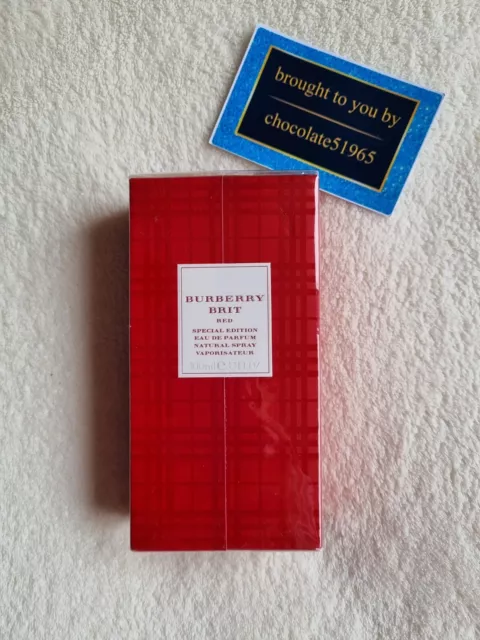 brought to you by
chocolate51965
BURBERRY
BRIT
RED
SPECIAL EDITION
EAU DE PARFUM
NATURAL SPRAY
VAPORISATEUR